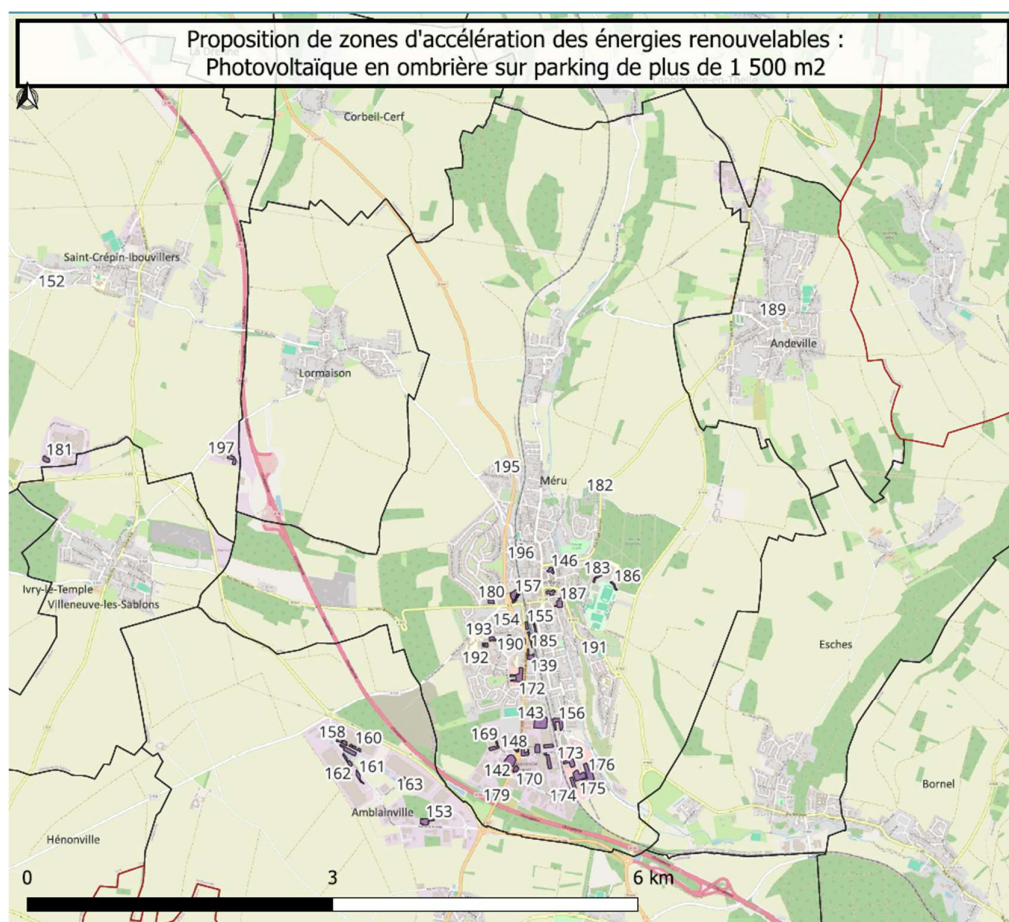 Proposition de zones d'accélération des énergies renouvelables :
Photovoltaïque en ombrière sur parking de plus de 1 500 m2
Corbeil-Cerf
Saint-Crépin-Ibouvillers
152
189
Andeville
Lormaison
181
197
195
Méru
182
196
146
183
186
Ivry-le-Temple
Villeneuve-les-Sablons
180
157
187
154
155
193
190
185
191
192
139
Esches
172
143
156
158
160
169
148
173
161
142
176
162
170
175
163
179
174
Bornel
Amblainville
153
Hénonville
0
3
6 km